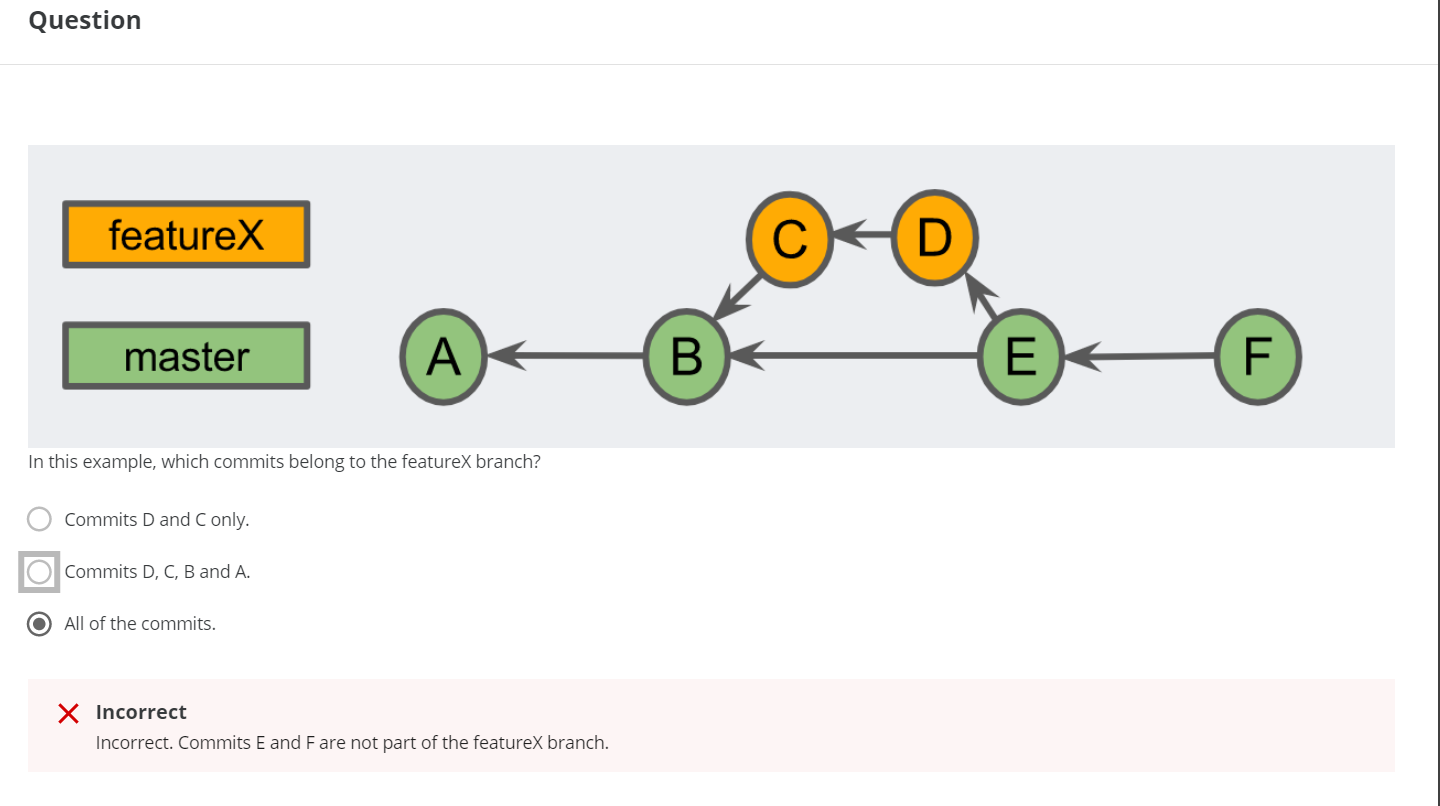 Question
featureX
master
C
D
A
B
E
F
In this example, which commits belong to the featureX branch?
Commits D and C only.
Commits D, C, B and A.
All of the commits.
Incorrect
Incorrect. Commits E and F are not part of the featureX branch.